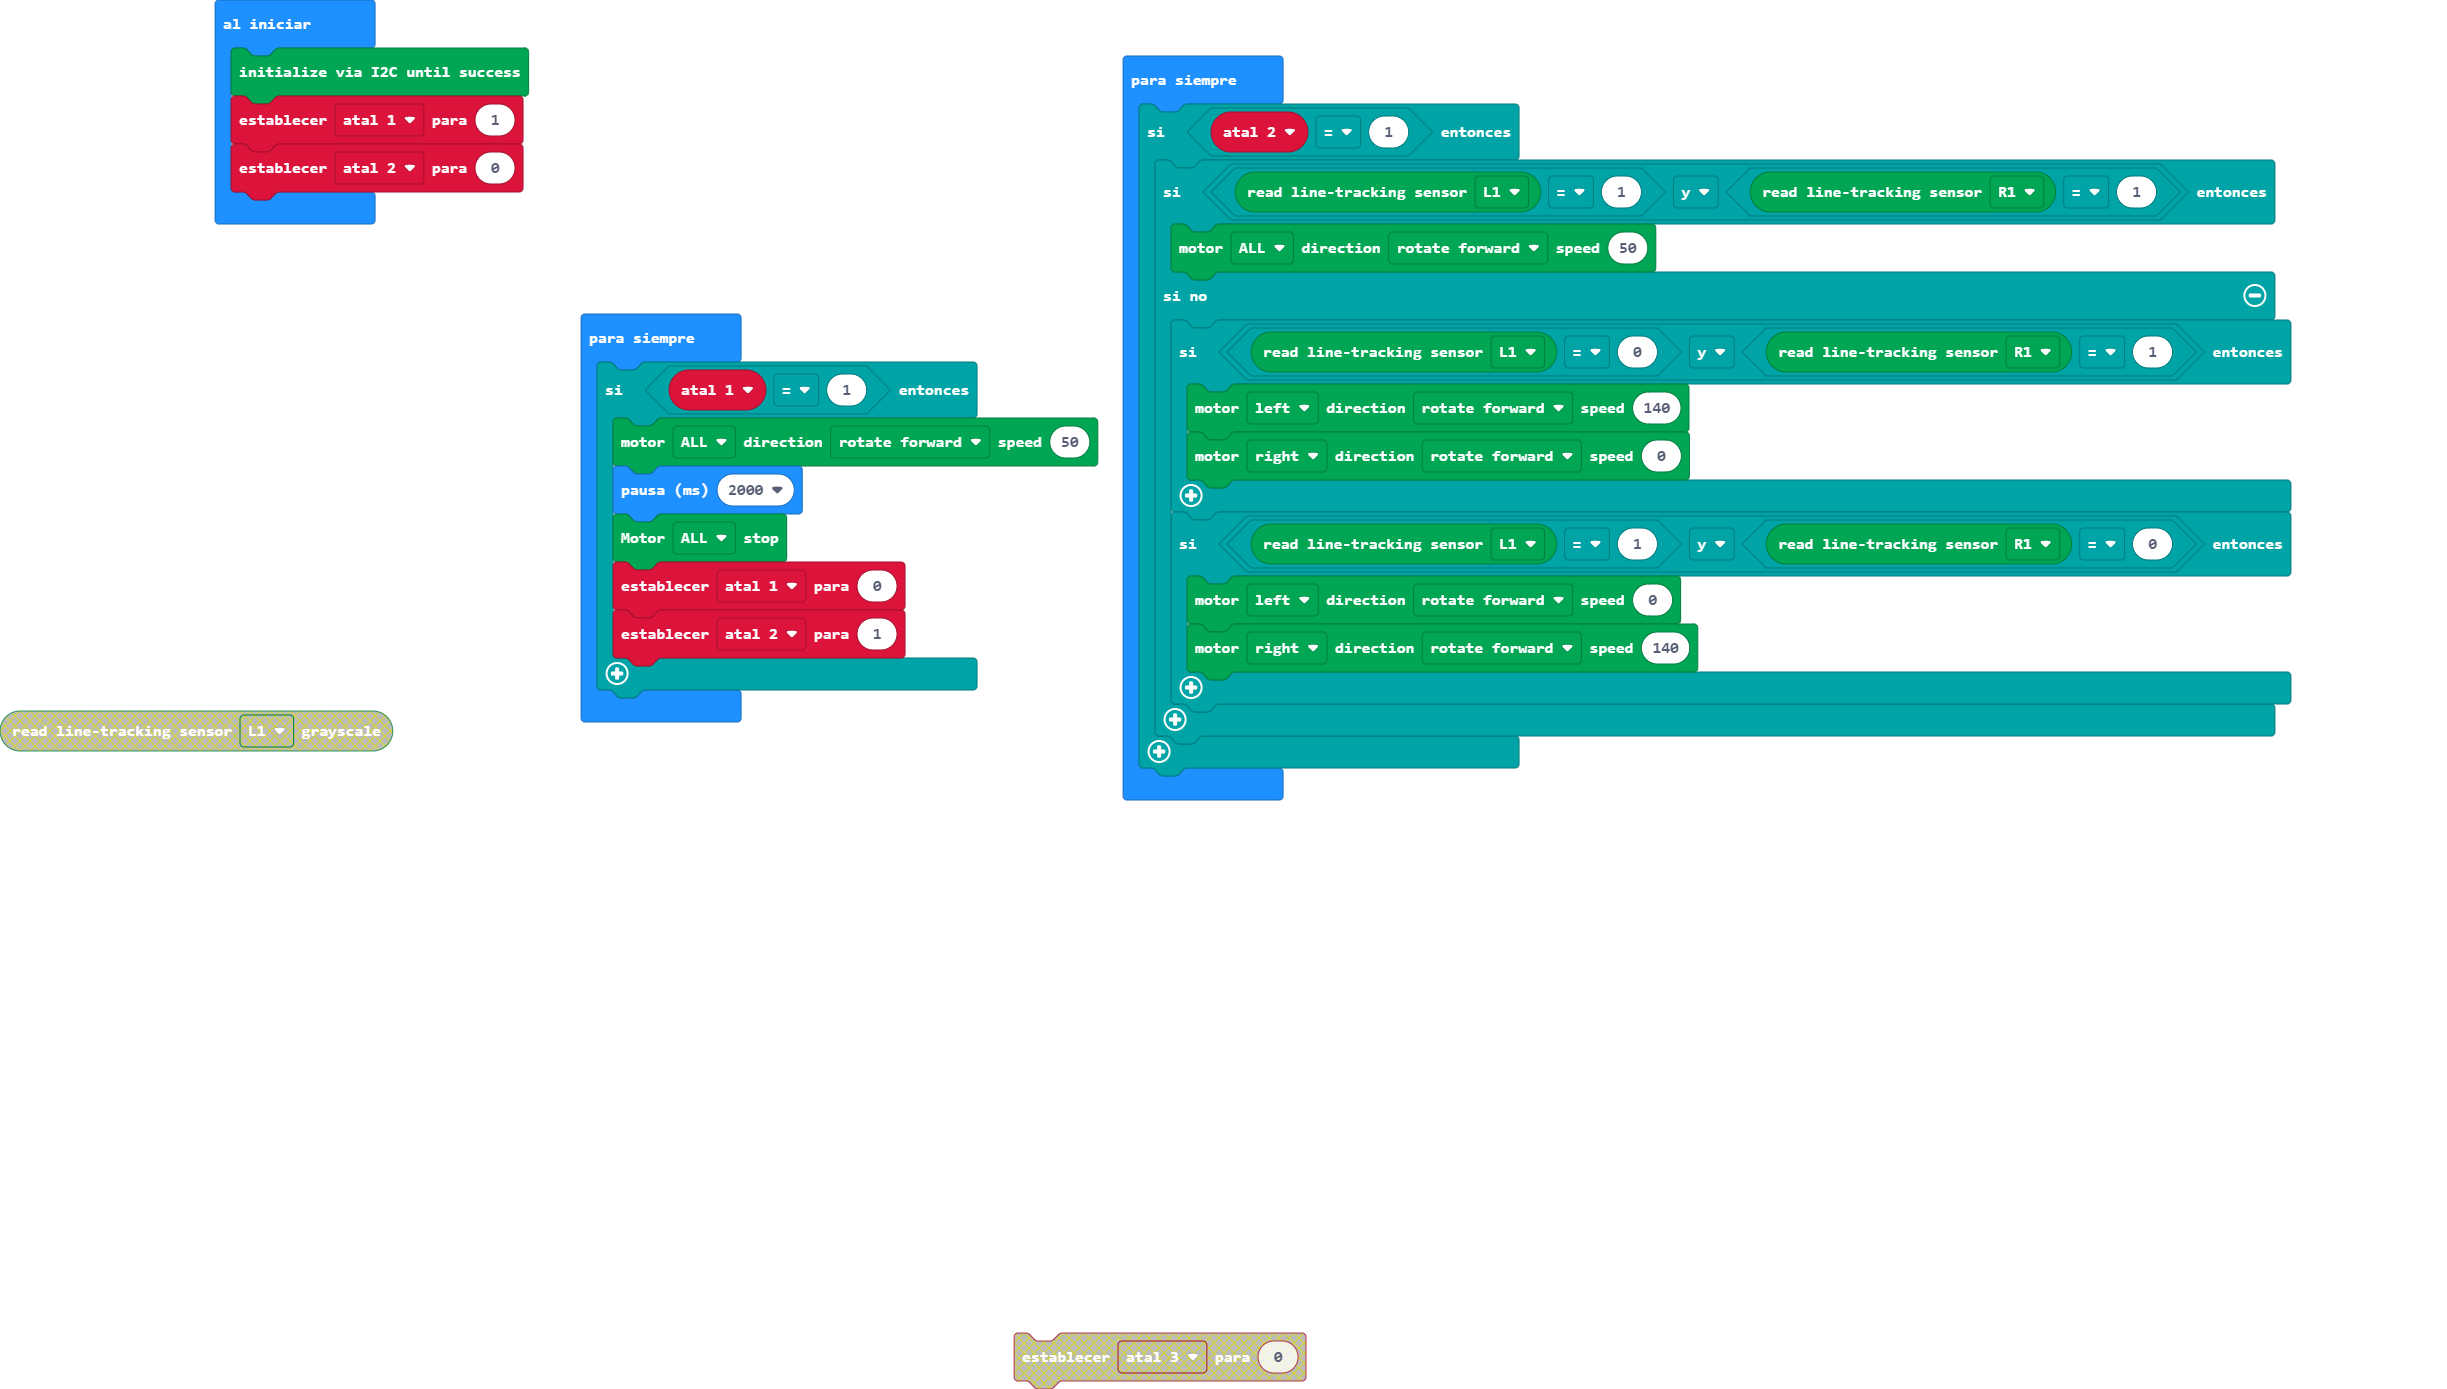 al iniciar
initialize via I2C until success
establecer atal 1 para 1
establecer atal 2 para 0
para siempre
si atal 1 = 1 entonces
motor ALL direction rotate forward speed 50
pausa (ms) 2000
Motor ALL stop
establecer atal 1 para 0
establecer atal 2 para 1
read line-tracking sensor L1 grayscale
para siempre
si atal 2 = 1 entonces
si read line-tracking sensor L1 = 1 y read line-tracking sensor R1 = 1 entonces
motor ALL direction rotate forward speed 50
si no
si read line-tracking sensor L1 = 0 y read line-tracking sensor R1 = 1 entonces
motor left direction rotate forward speed 140
motor right direction rotate forward speed 0
si read line-tracking sensor L1 = 1 y read line-tracking sensor R1 = 0 entonces
motor left direction rotate forward speed 0
motor right direction rotate forward speed 140
establecer atal 3 para 0